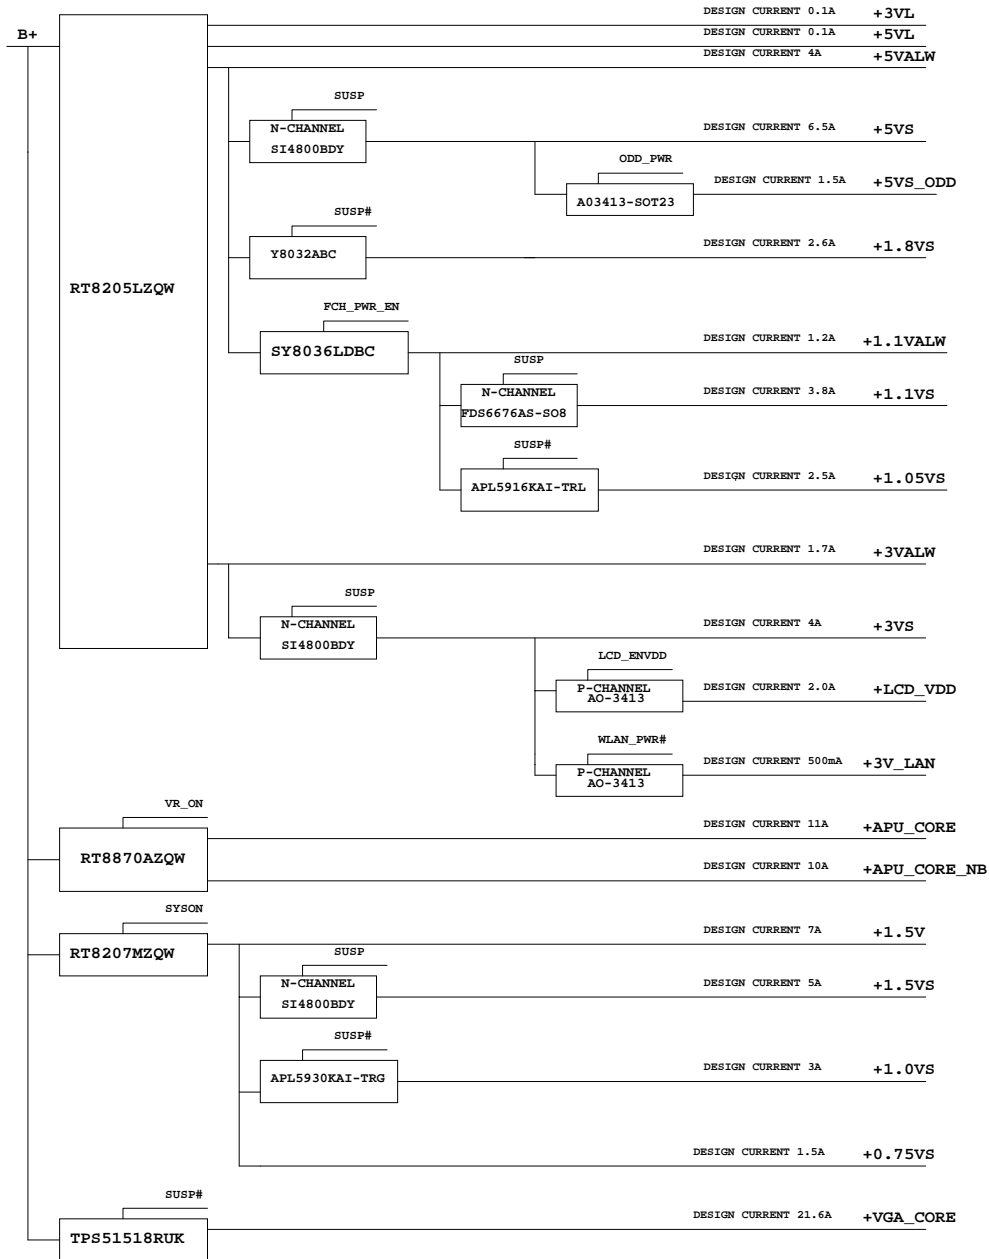 DESIGN CURRENT 0.1A +3VL
B+ DESIGN CURRENT 0.1A +5VL
DESIGN CURRENT 4A +5VALW
SUSP
N-CHANNEL
SI4800BDY
DESIGN CURRENT 6.5A +5VS
ODD_PWR
A03413-SOT23
DESIGN CURRENT 1.5A +5VS_ODD
SUSP#
Y8032ABC
DESIGN CURRENT 2.6A +1.8VS
RT8205LZQW
FCH_PWR_EN
SY8036LDBC
DESIGN CURRENT 1.2A +1.1VALW
SUSP
N-CHANNEL
FDS6676AS-SO8
DESIGN CURRENT 3.8A +1.1VS
SUSP#
APL5916KAI-TRL
DESIGN CURRENT 2.5A +1.05VS
DESIGN CURRENT 1.7A +3VALW
SUSP
N-CHANNEL
SI4800BDY
DESIGN CURRENT 4A +3VS
LCD_ENVDD
P-CHANNEL
AO-3413
DESIGN CURRENT 2.0A +LCD_VDD
WLAN_PWR#
P-CHANNEL
AO-3413
DESIGN CURRENT 500mA +3V_LAN
VR_ON
RT8870AZQW
DESIGN CURRENT 11A +APU_CORE
DESIGN CURRENT 10A +APU_CORE_NB
SYSON
RT8207MZQW
DESIGN CURRENT 7A +1.5V
SUSP
N-CHANNEL
SI4800BDY
DESIGN CURRENT 5A +1.5VS
SUSP#
APL5930KAI-TRG
DESIGN CURRENT 3A +1.0VS
DESIGN CURRENT 1.5A +0.75VS
SUSP#
TPS51518RUK
DESIGN CURRENT 21.6A +VGA_CORE